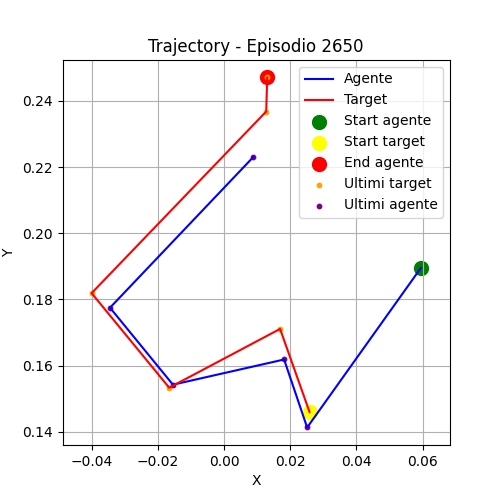 Trajectory - Episodio 2650
Agente
Target
Start agente
Start target
End agente
Ultimi target
Ultimi agente
Y
0.24
0.22
0.20
0.18
0.16
0.14
−0.04
−0.02
0.00
0.02
0.04
0.06
X